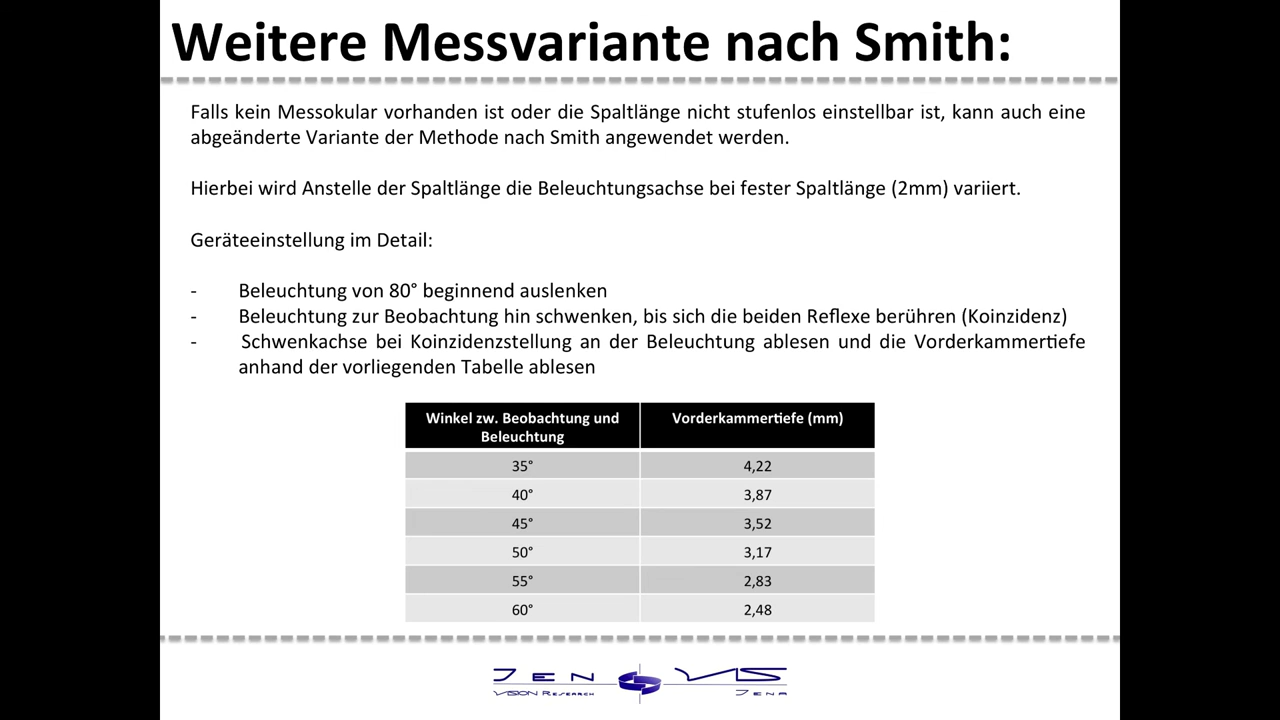 Weitere Messvariante nach Smith:
Falls kein Messokular vorhanden ist oder die Spaltlänge nicht stufenlos einstellbar ist, kann auch eine
abgeänderte Variante der Methode nach Smith angewendet werden.
Hierbei wird Anstelle der Spaltlänge die Beleuchtungsachse bei fester Spaltlänge (2mm) variiert.
Geräteeinstellung im Detail:
- Beleuchtung von 80° beginnend auslenken
- Beleuchtung zur Beobachtung hin schwenken, bis sich die beiden Reflexe berühren (Koinzidenz)
- Schwenkachse bei Koinzidenzstellung an der Beleuchtung ablesen und die Vorderkammertiefe
anhand der vorliegenden Tabelle ablesen
Winkel zw. Beobachtung und
Beleuchtung
Vorderkammertiefe (mm)
35° 4,22
40° 3,87
45° 3,52
50° 3,17
55° 2,83
60° 2,48
JEN VIS
VISION RESEARCH JENA